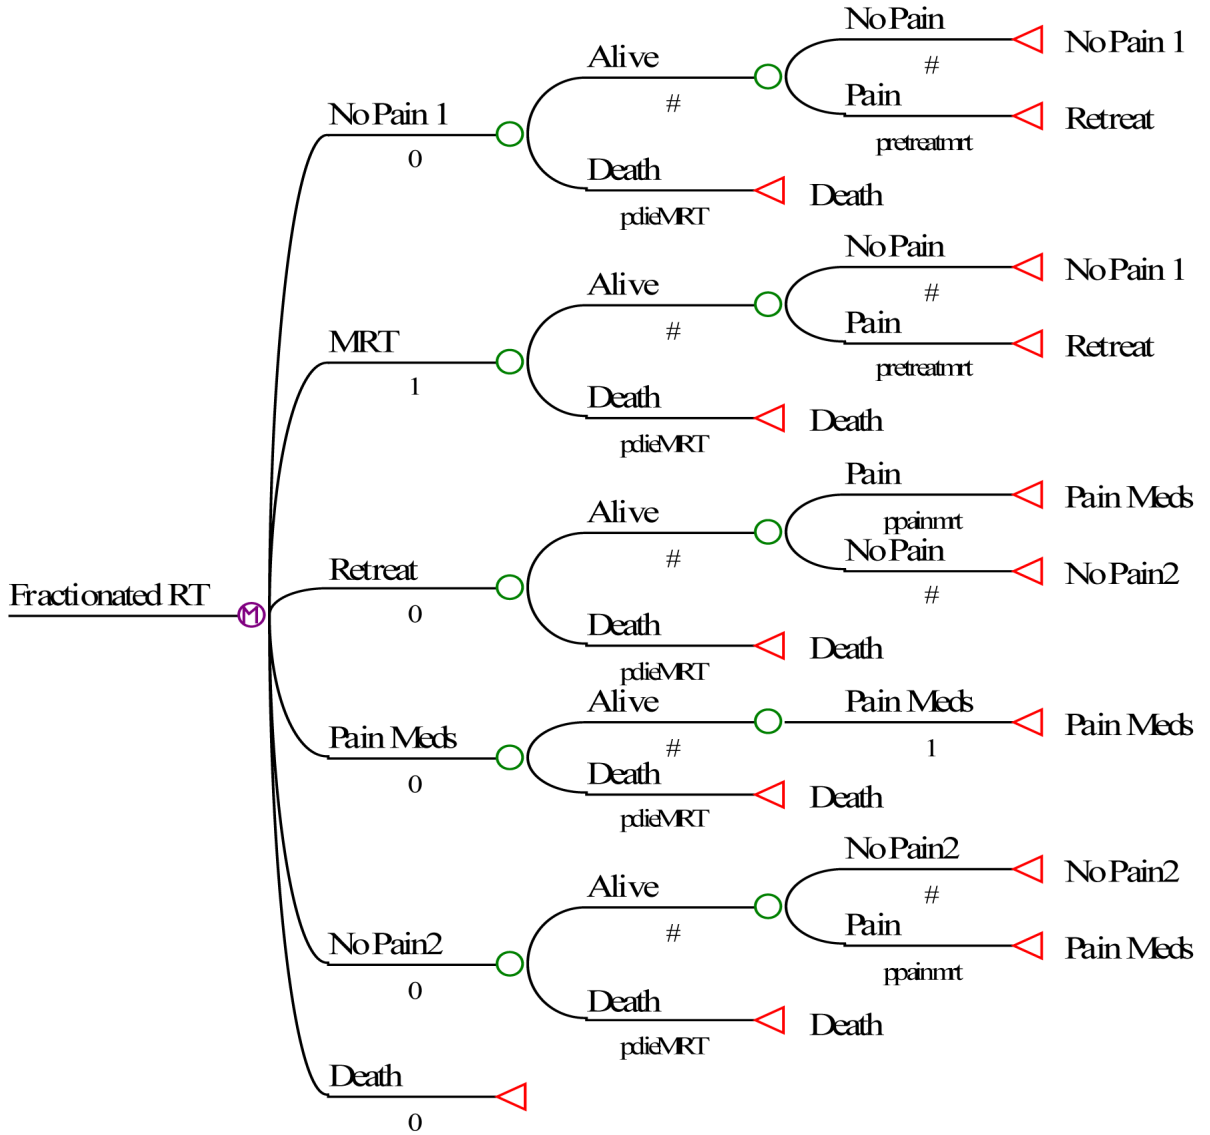 No Pain
No Pain 1
#
Alive
#
Pain
Retreat
pretreatmrt
No Pain 1
0
Death
Death
pdieMRT
No Pain
No Pain 1
#
Alive
#
Pain
Retreat
pretreatmrt
MRT
1
Death
Death
pdieMRT
Pain
Pain Meds
ppainmrt
Alive
#
No Pain
No Pain2
#
Retreat
0
Death
Death
pdieMRT
Fractionated RT
M
Alive
#
Pain Meds
Pain Meds
1
Pain Meds
0
Death
Death
pdieMRT
No Pain2
No Pain2
#
Alive
#
Pain
Pain Meds
ppainmrt
No Pain2
0
Death
Death
pdieMRT
Death
0